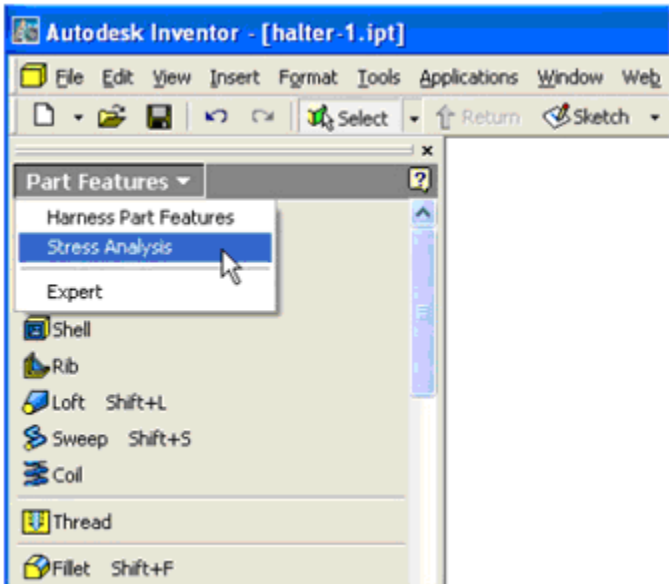 Autodesk Inventor - [halter-1.ipt]
File Edit View Insert Format Tools Applications Window Web
Select Return Sketch
Part Features
Harness Part Features
Stress Analysis
Expert
Shell
Rib
Loft Shift+L
Sweep Shift+S
Coil
Thread
Fillet Shift+F